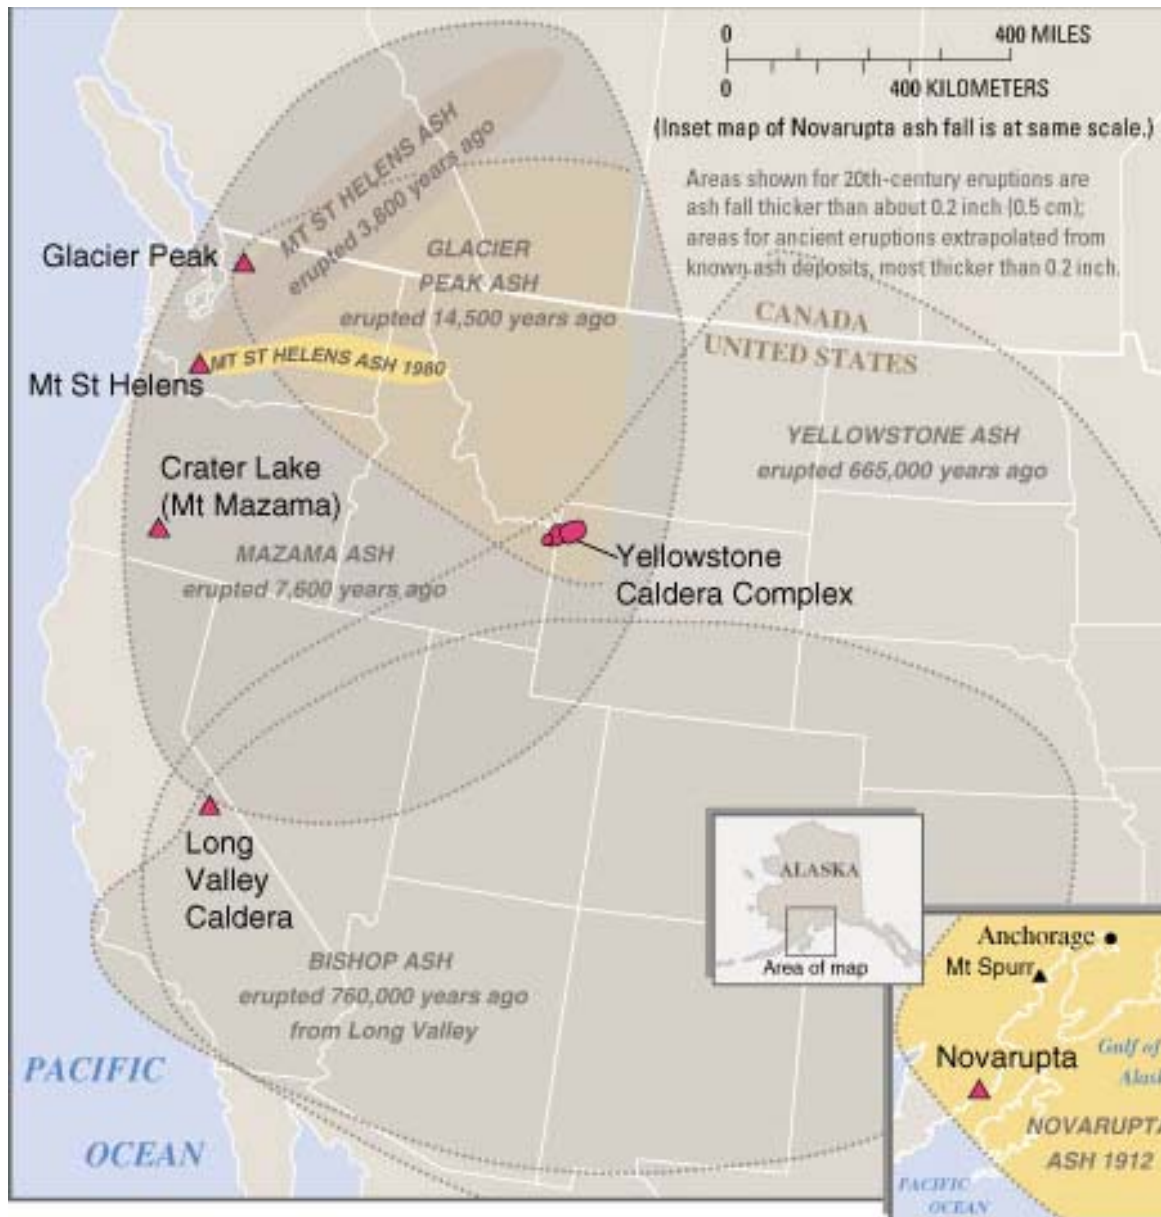 0 400 MILES
0 400 KILOMETERS
(Inset map of Novarupta ash fall is at same scale.)
Areas shown for 20th-century eruptions are
ash fall thicker than about 0.2 inch (0.5 cm);
areas for ancient eruptions extrapolated from
known ash deposits, most thicker than 0.2 inch.
MT ST HELENS ASH
erupted 3,800 years ago
Glacier Peak
GLACIER
PEAK ASH
erupted 14,500 years ago
CANADA
UNITED STATES
MT ST HELENS ASH 1980
Mt St Helens
YELLOWSTONE ASH
erupted 665,000 years ago
Crater Lake
(Mt Mazama)
MAZAMA ASH
erupted 7,600 years ago
Yellowstone
Caldera Complex
Long
Valley
Caldera
ALASKA
Area of map
BISHOP ASH
erupted 760,000 years ago
from Long Valley
Anchorage
Mt Spurr
Novarupta
Gulf of
Alask
NOVARUPTA
ASH 1912
PACIFIC
OCEAN
PACIFIC
OCEAN